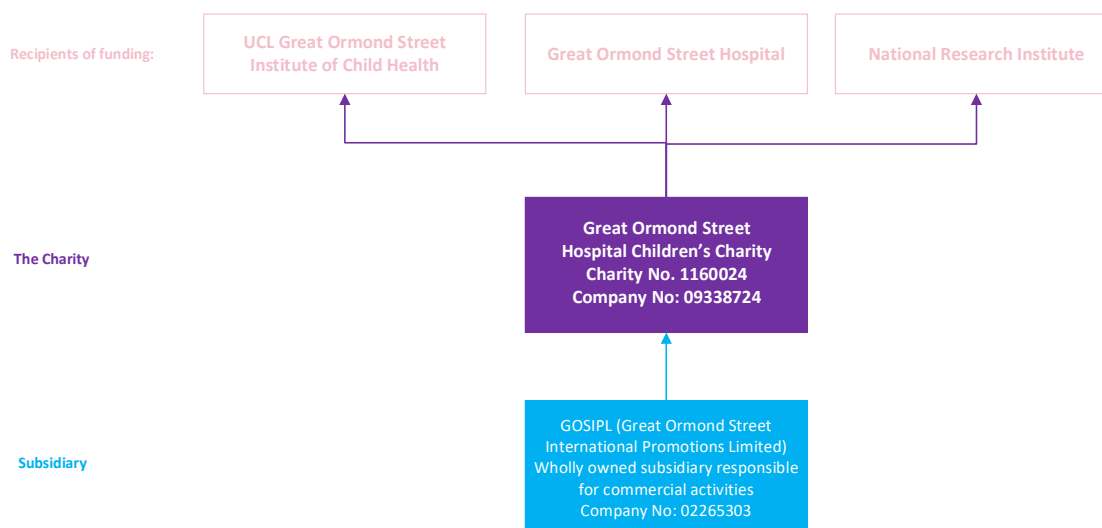 Recipients of funding:
UCL Great Ormond Street
Institute of Child Health
Great Ormond Street Hospital
National Research Institute
The Charity
Great Ormond Street
Hospital Children’s Charity
Charity No. 1160024
Company No: 09338724
Subsidiary
GOSIPL (Great Ormond Street
International Promotions Limited)
Wholly owned subsidiary responsible
for commercial activities
Company No: 02265303